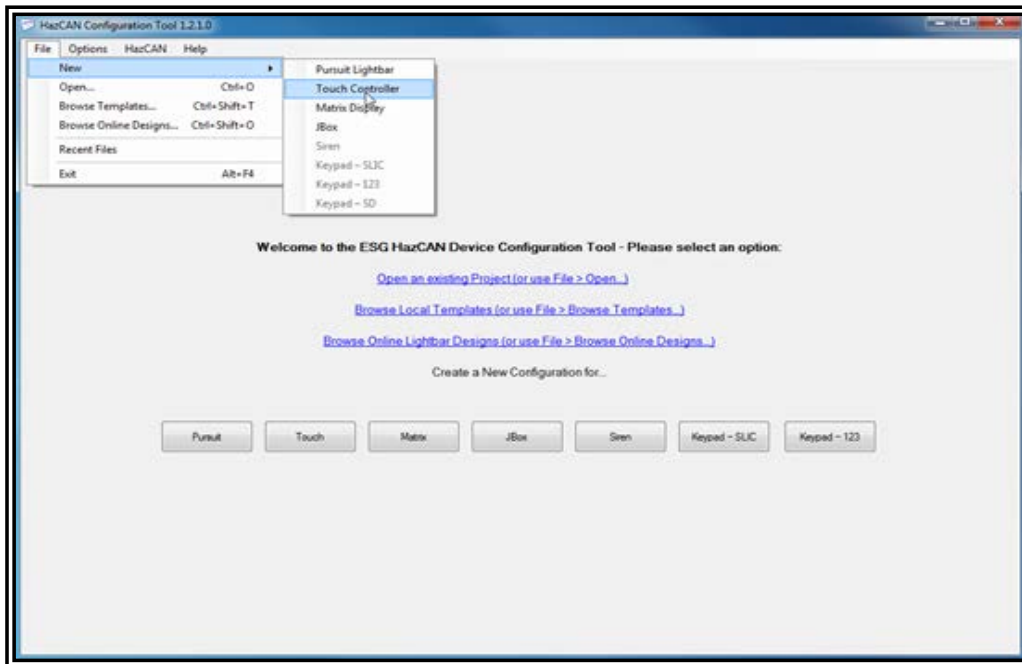 HazCAN Configuration Tool 1.2.1.0
File Options HazCAN Help
New
Open... Ctrl+O
Browse Templates... Ctrl+Shift+T
Browse Online Designs... Ctrl+Shift+O
Recent Files
Exit Alt+F4
Pursuit Lightbar
Touch Controller
Matrix Display
JBox
Siren
Keypad - SLIC
Keypad - 123
Keypad - SD
Welcome to the ESG HazCAN Device Configuration Tool - Please select an option:
Open an existing Project (or use File > Open...)
Browse Local Templates (or use File > Browse Templates...)
Browse Online Lightbar Designs (or use File > Browse Online Designs...)
Create a New Configuration for...
Pursuit Touch Matrix JBox Siren Keypad - SLIC Keypad - 123